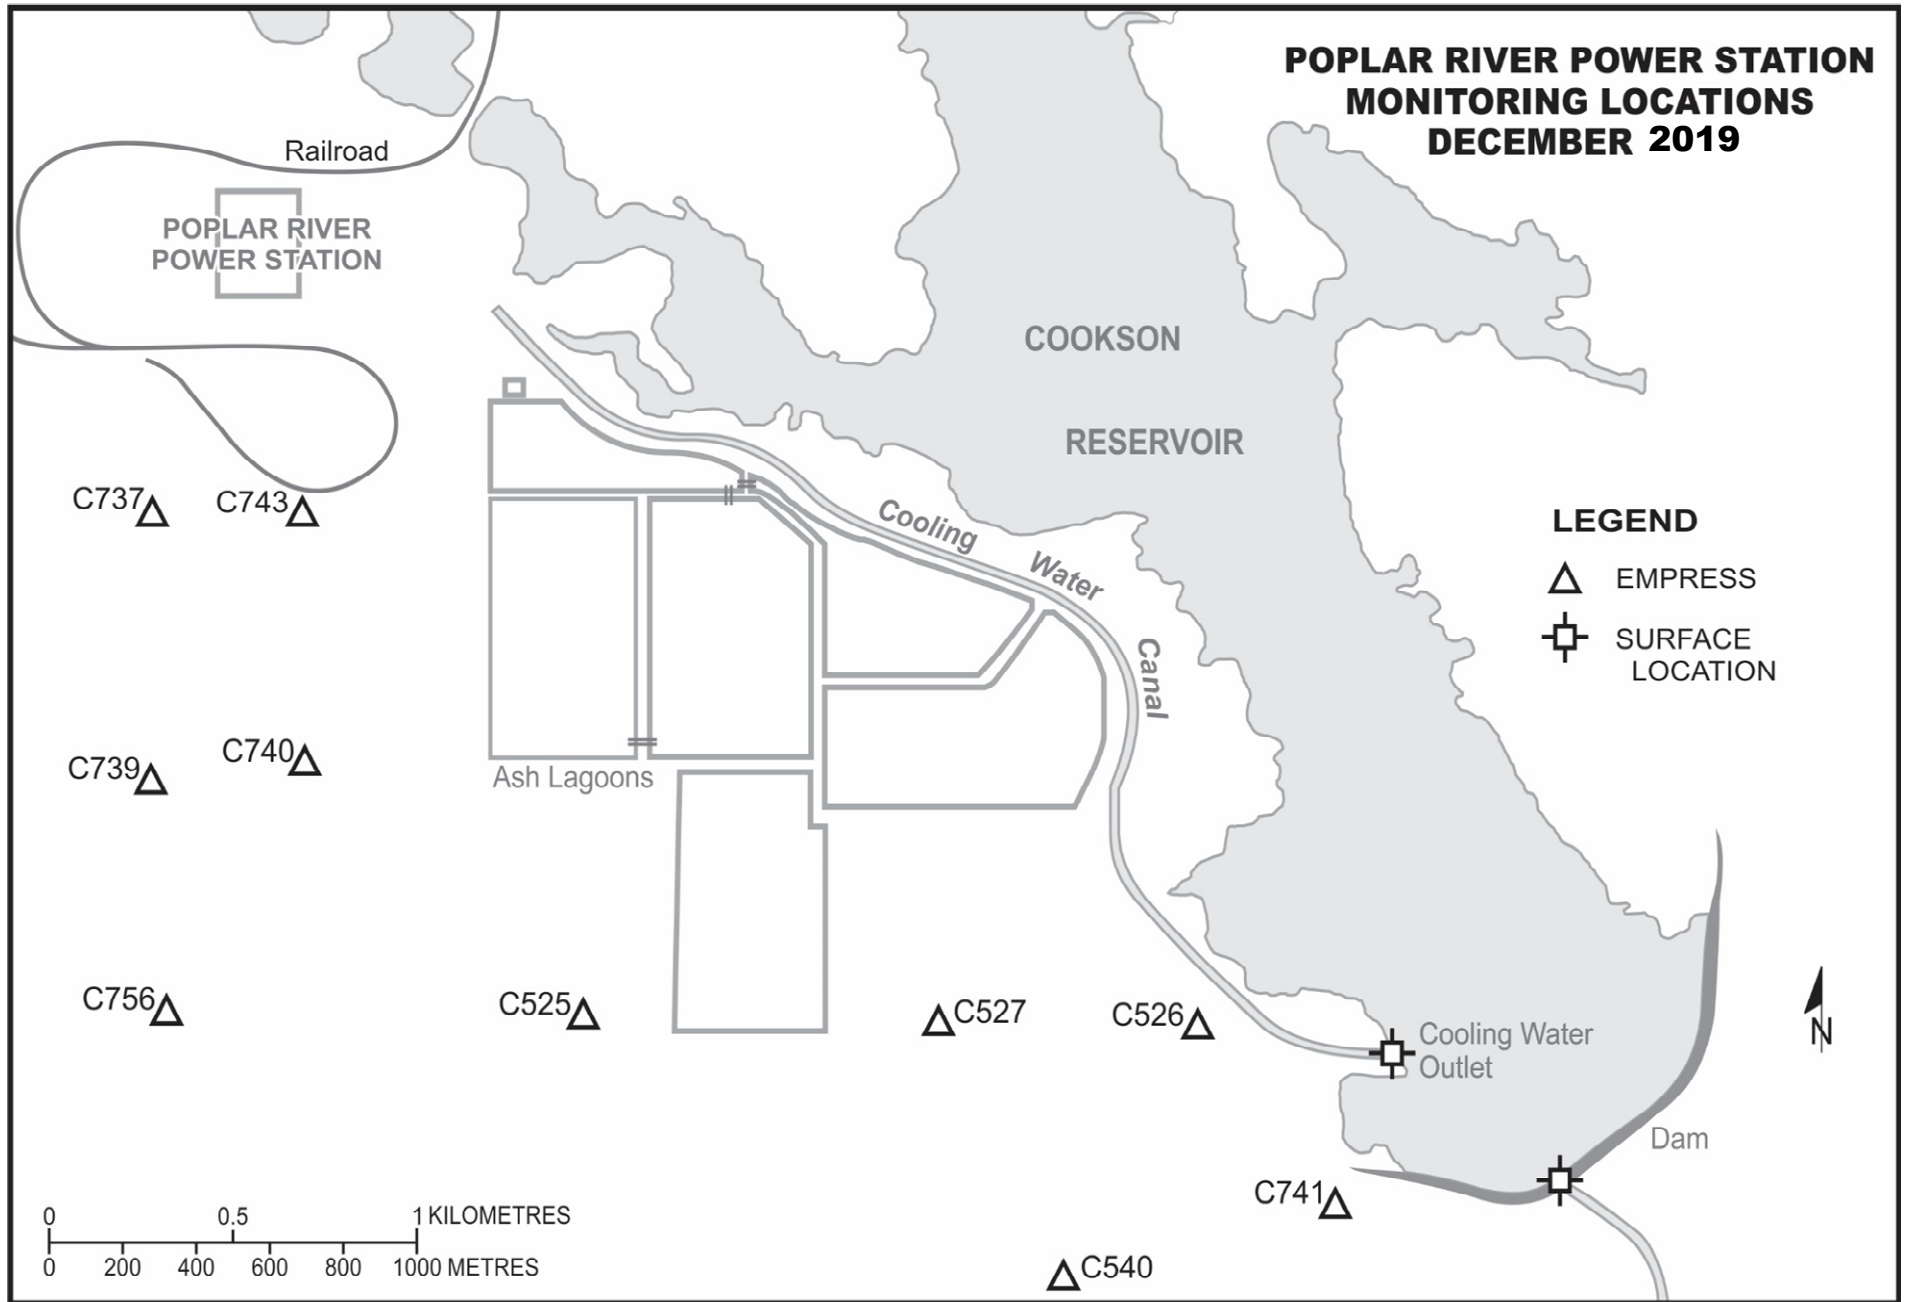 POPLAR RIVER POWER STATION
MONITORING LOCATIONS
DECEMBER 2019
Railroad
POPLAR RIVER
POWER STATION
COOKSON
RESERVOIR
Cooling
Water
Canal
C737
C743
LEGEND
EMPRESS
SURFACE
LOCATION
C739
C740
Ash Lagoons
C756
C525
C527
C526
Cooling Water
Outlet
N
Dam
C741
C540
0 0.5 1 KILOMETRES
0 200 400 600 800 1000 METRES